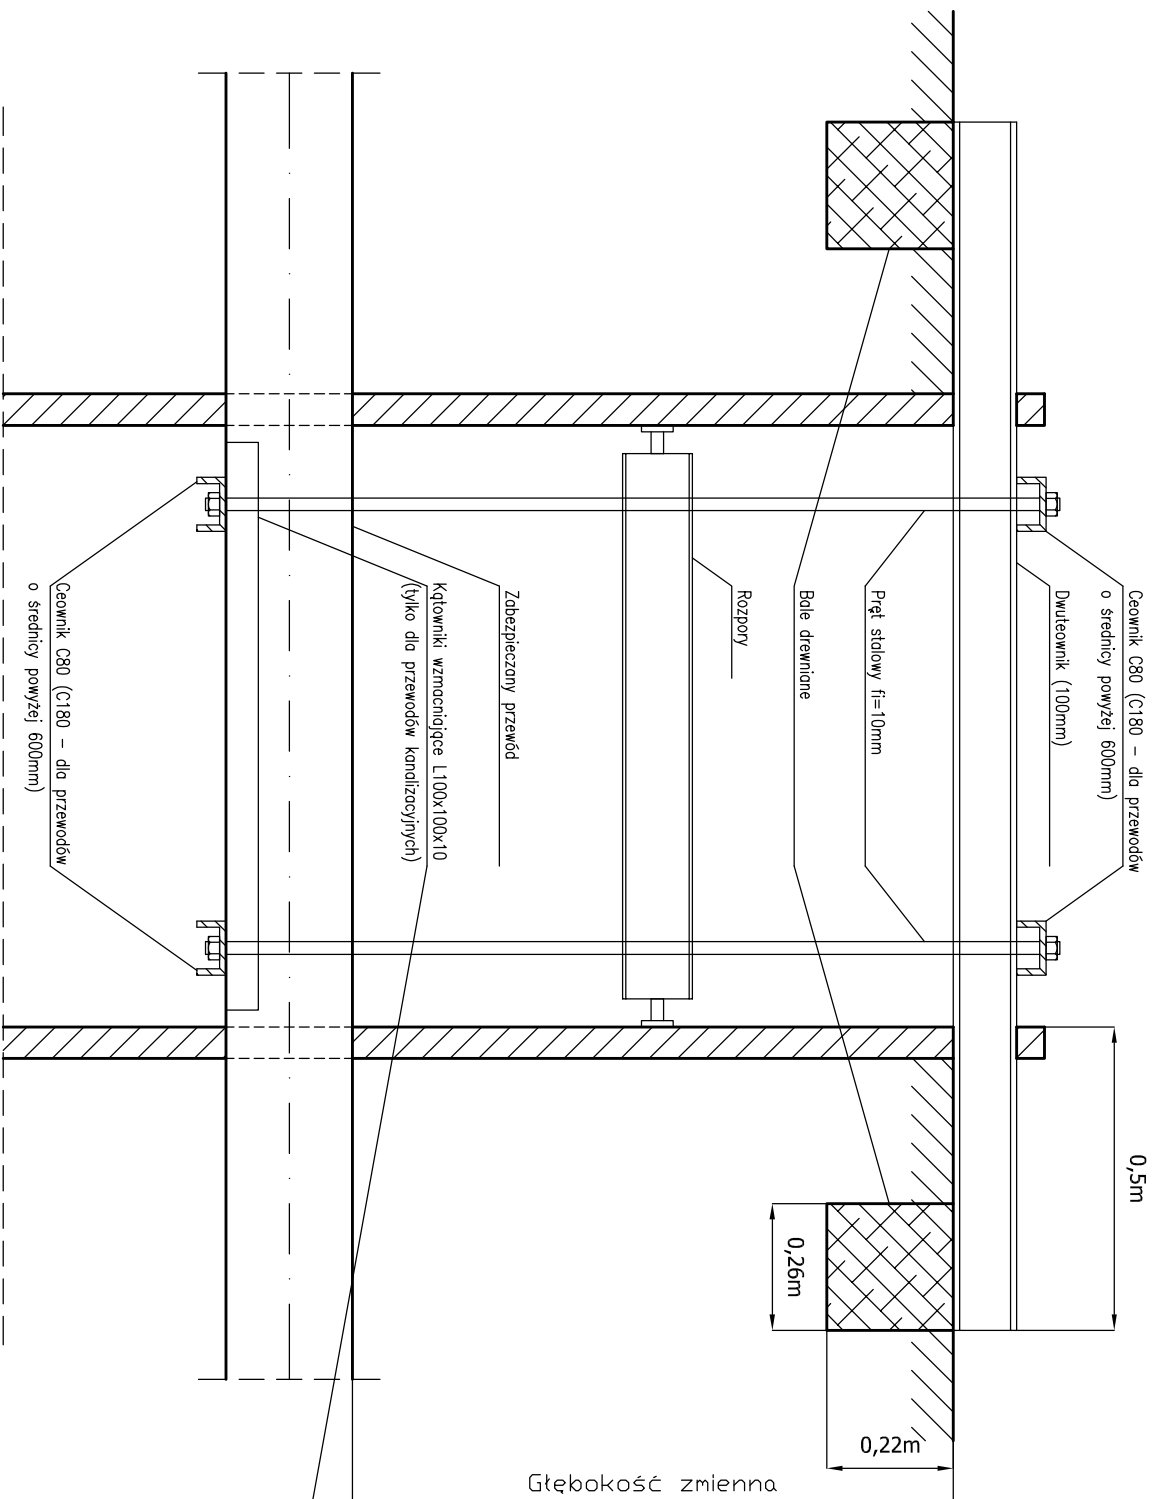 Ceownik C80 (C180 – dla przewodów
o średnicy powyżej 600mm)
Dwuteownik (100mm)
Pręt stalowy fi=10mm
Bale drewniane
Rozpory
Zabezpieczany przewód
Kątowniki wzmacniające L100x100x10
(tylko dla przewodów kanalizacyjnych)
Ceownik C80 (C180 – dla przewodów
o średnicy powyżej 600mm)
0,5m
0,26m
0,22m
Głębokość zmienna